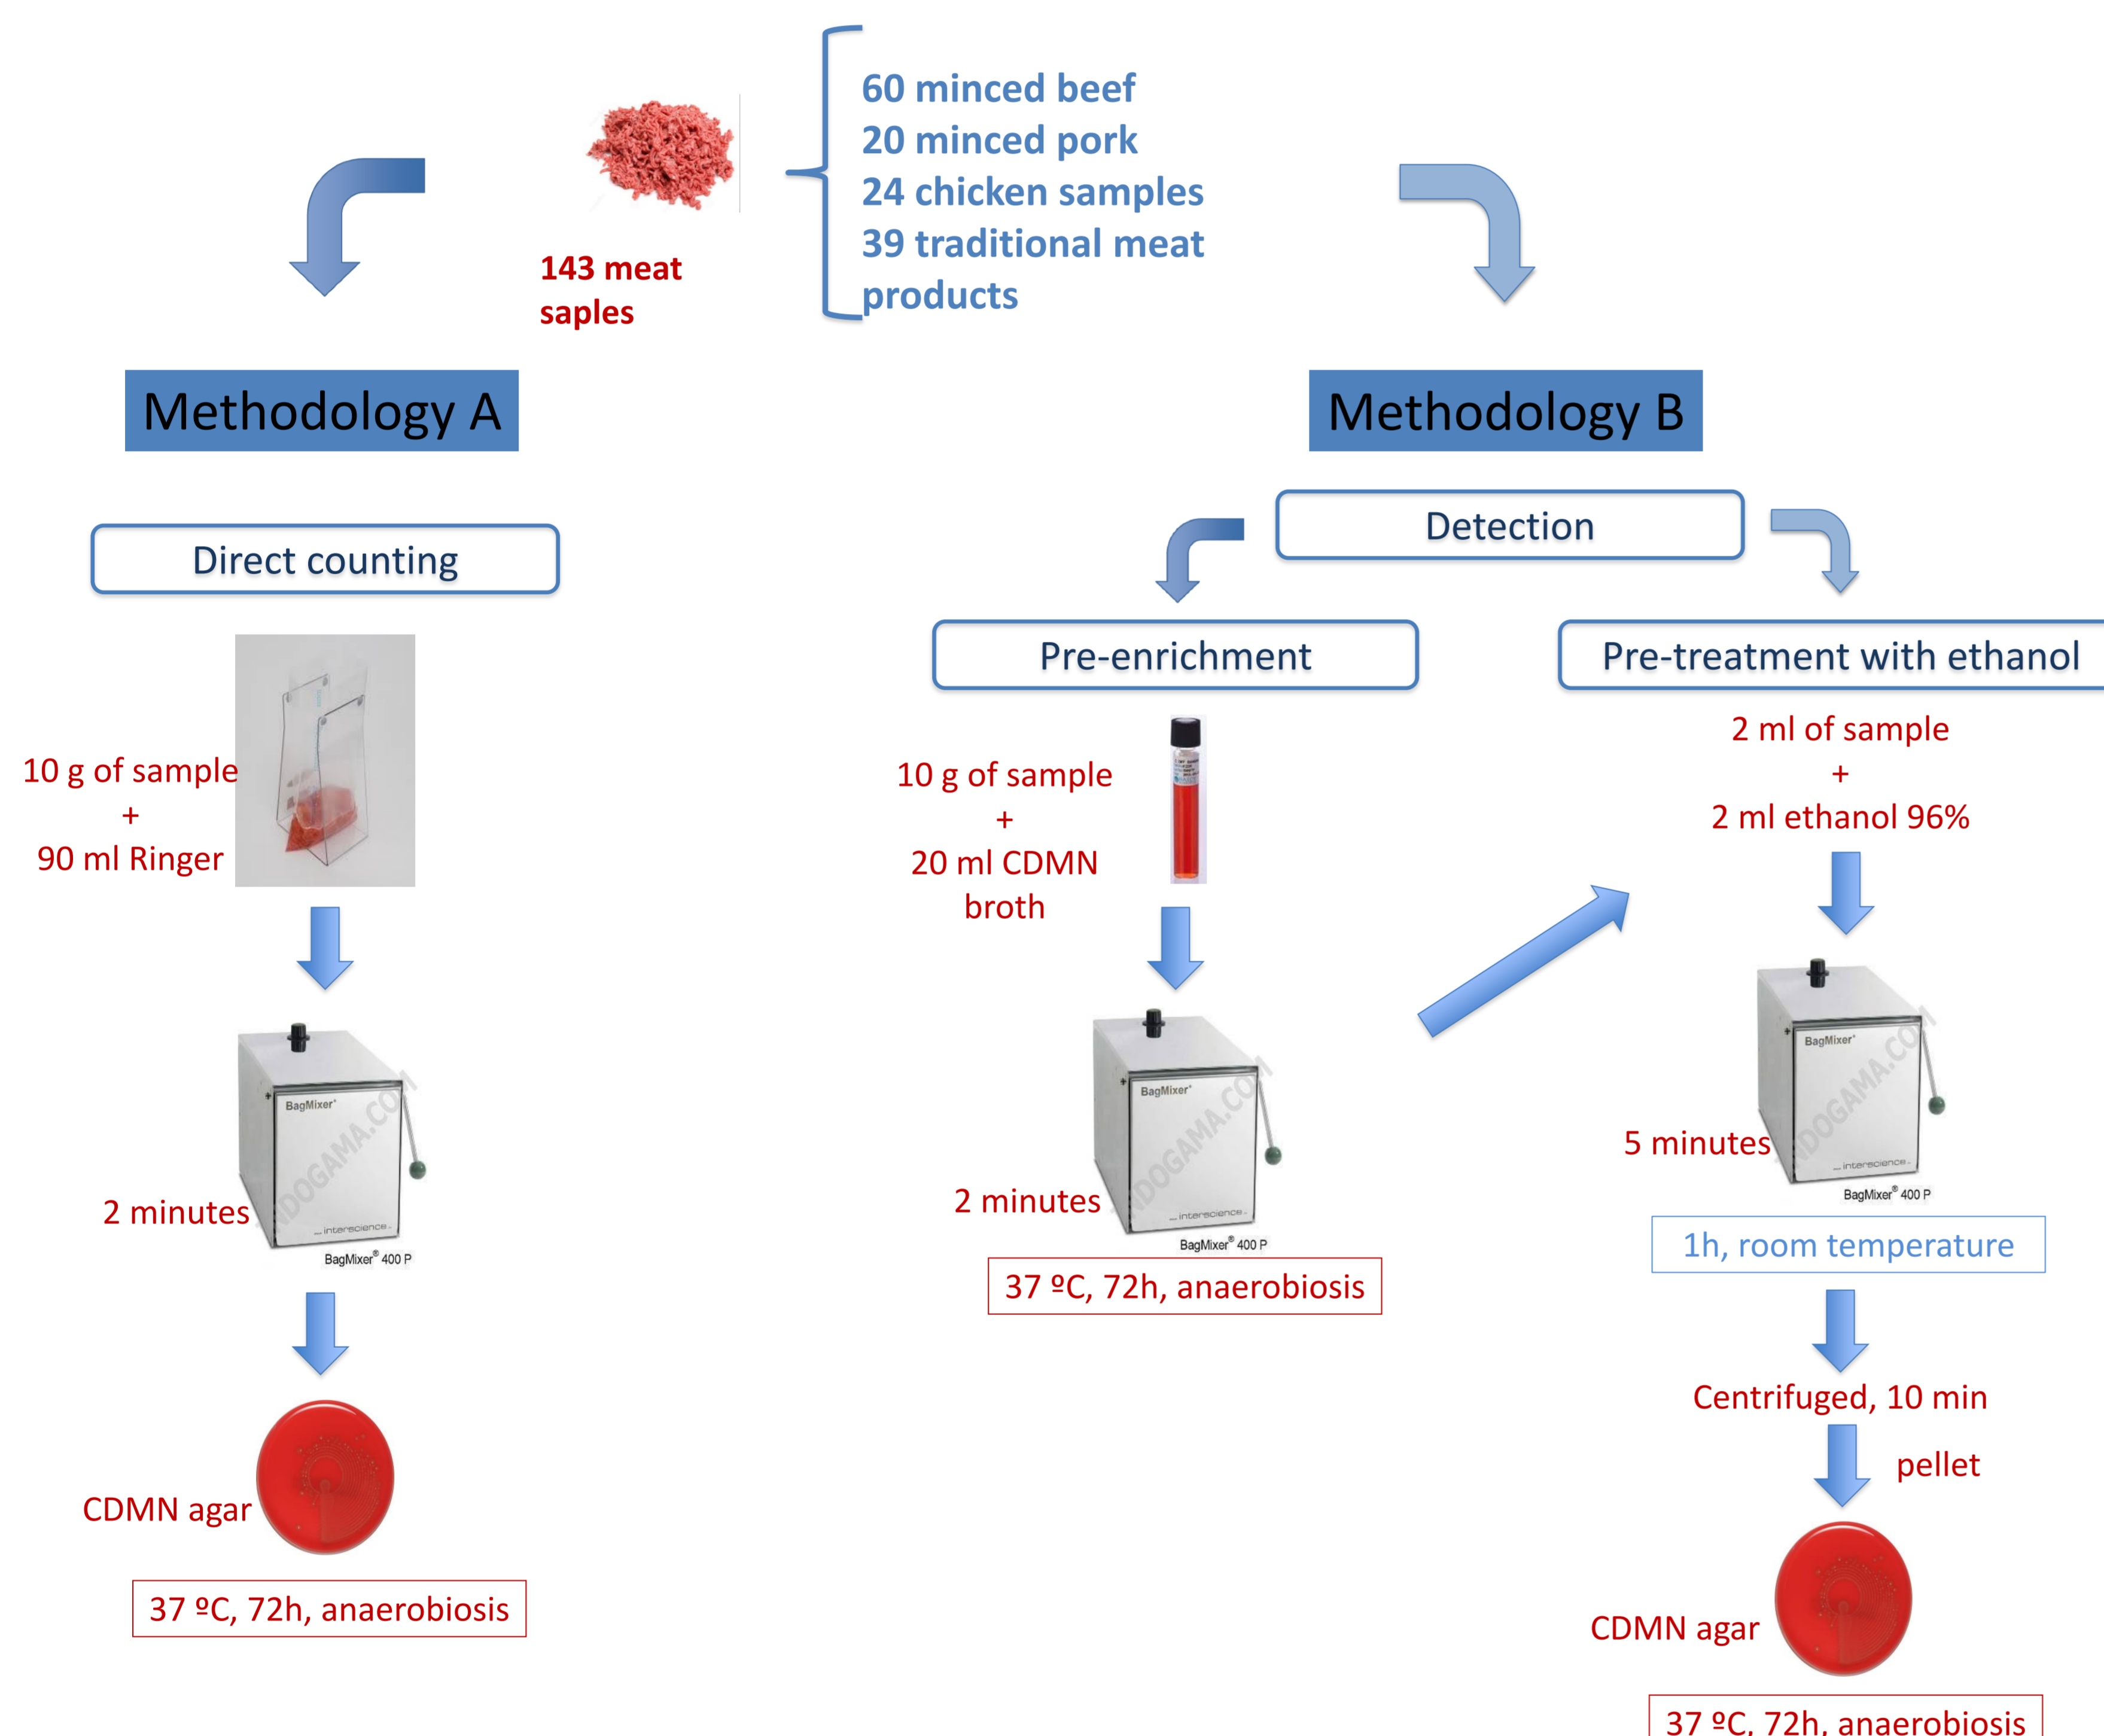 60 minced beef
20 minced pork
24 chicken samples
39 traditional meat
products
143 meat
saples
Methodology A
Direct counting
10 g of sample
+
90 ml Ringer
BagMixer®
interscience
BagMixer® 400 P
2 minutes
CDMN agar
37 ºC, 72h, anaerobiosis
Methodology B
Detection
Pre-enrichment
10 g of sample
+
20 ml CDMN
broth
BagMixer®
interscience
BagMixer® 400 P
2 minutes
37 ºC, 72h, anaerobiosis
Pre-treatment with ethanol
2 ml of sample
+
2 ml ethanol 96%
BagMixer®
interscience
BagMixer® 400 P
5 minutes
1h, room temperature
Centrifuged, 10 min
pellet
CDMN agar
37 ºC, 72h, anaerobiosis